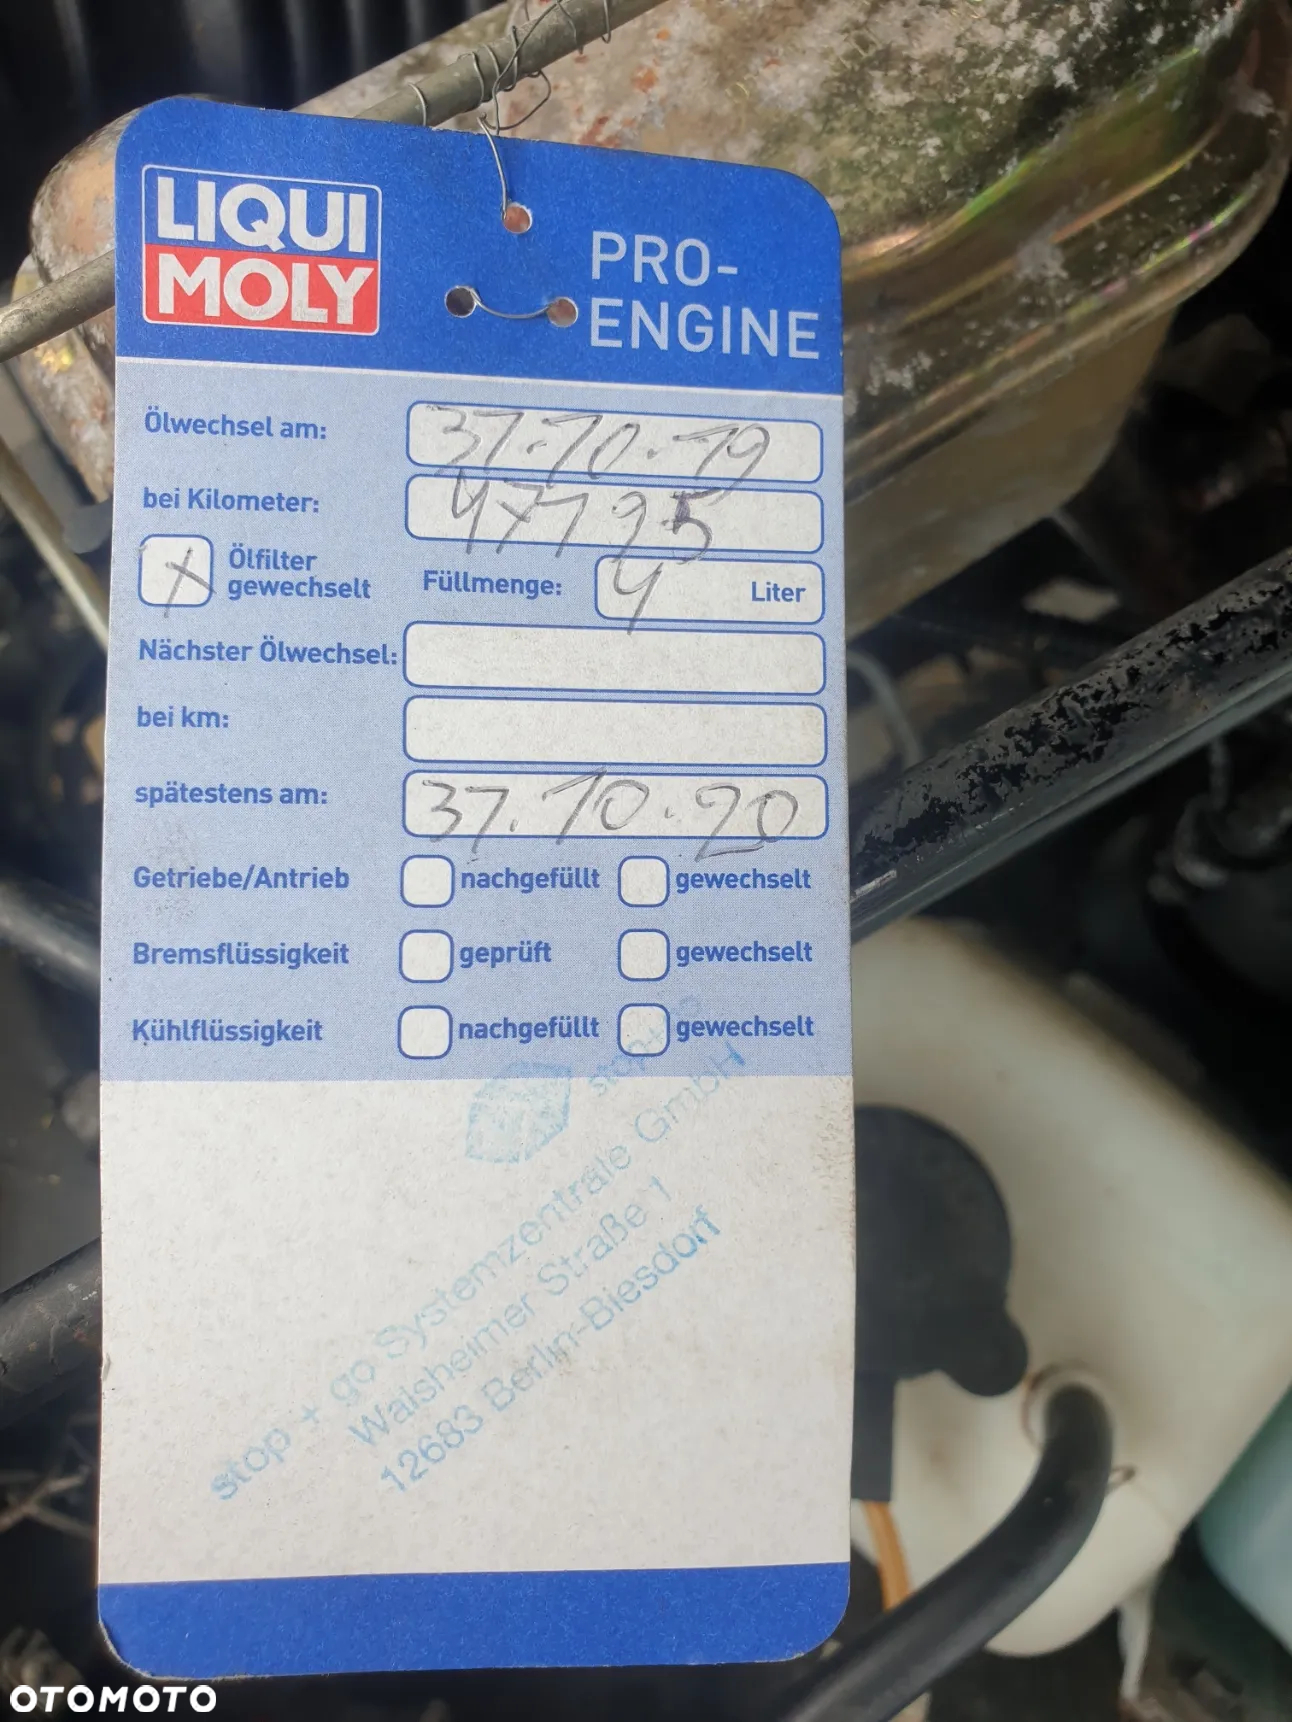 LIQUI
MOLY
PRO-
ENGINE
Ölwechsel am: 31.10.19
bei Kilometer: 47195
X Ölfilter
gewechselt Füllmenge: 4 Liter
Nächster Ölwechsel:
bei km:
spätestens am: 31.10.20
Getriebe/Antrieb nachgefüllt gewechselt
Bremsflüssigkeit geprüft gewechselt
Kühlflüssigkeit nachgefüllt gewechselt
stop + go Systemzentrale GmbH
Walsheimer Straße 1
12683 Berlin-Biesdorf
OTOMOTO